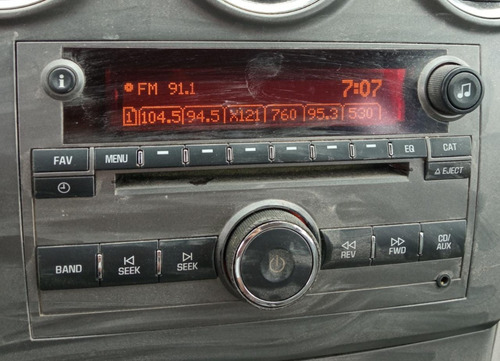 FM 91.1 7:07
1 104.5 94.5 X121 760 95.3 530
FAV MENU EQ CAT
EJECT
BAND SEEK SEEK REV FWD CD/
AUX